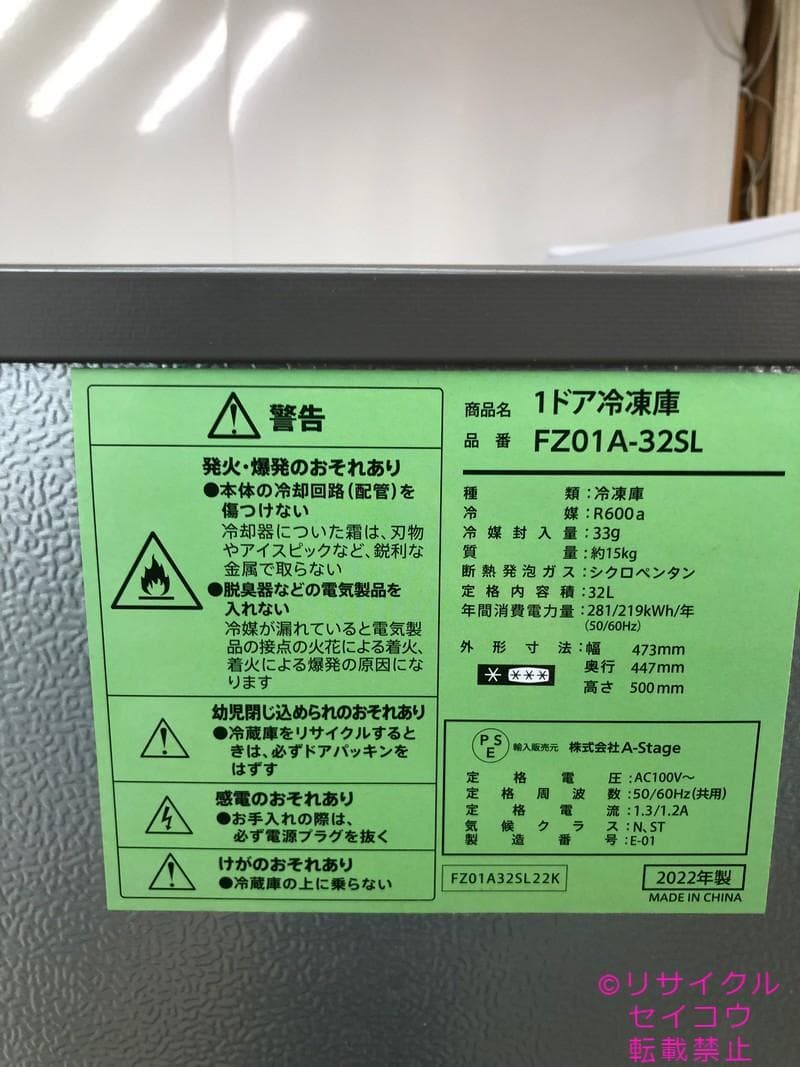 警告
発火・爆発のおそれあり
●本体の冷却回路(配管)を
傷つけない
冷却器についた霜は、刃物
やアイスピックなど、鋭利な
金属で取らない
●脱臭器などの電気製品を
入れない
冷媒が漏れていると電気製
品の接点の火花による着火、
着火による爆発の原因にな
ります
幼児閉じ込められのおそれあり
●冷蔵庫をリサイクルすると
きは、必ずドアパッキンを
はずす
感電のおそれあり
●お手入れの際は、
必ず電源プラグを抜く
けがのおそれあり
●冷蔵庫の上に乗らない
商品名 1ドア冷凍庫
品番 FZ01A-32SL
種類:冷凍庫
冷媒:R600a
冷媒封入量:33g
質量:約15kg
断熱発泡ガス:シクロペンタン
定格内容積:32L
年間消費電力量:281/219kWh/年
(50/60Hz)
外形寸法:幅 473mm
奥行 447mm
高さ 500mm
PSE 輸入販売元 株式会社A-Stage
定格電圧:AC100V〜
定格周波数:50/60Hz(共用)
定格電流:1.3/1.2A
気候クラス:N、ST
製造番号:E-01
FZ01A32SL22K
2022年製
MADE IN CHINA
©リサイクル
セイコウ
転載禁止